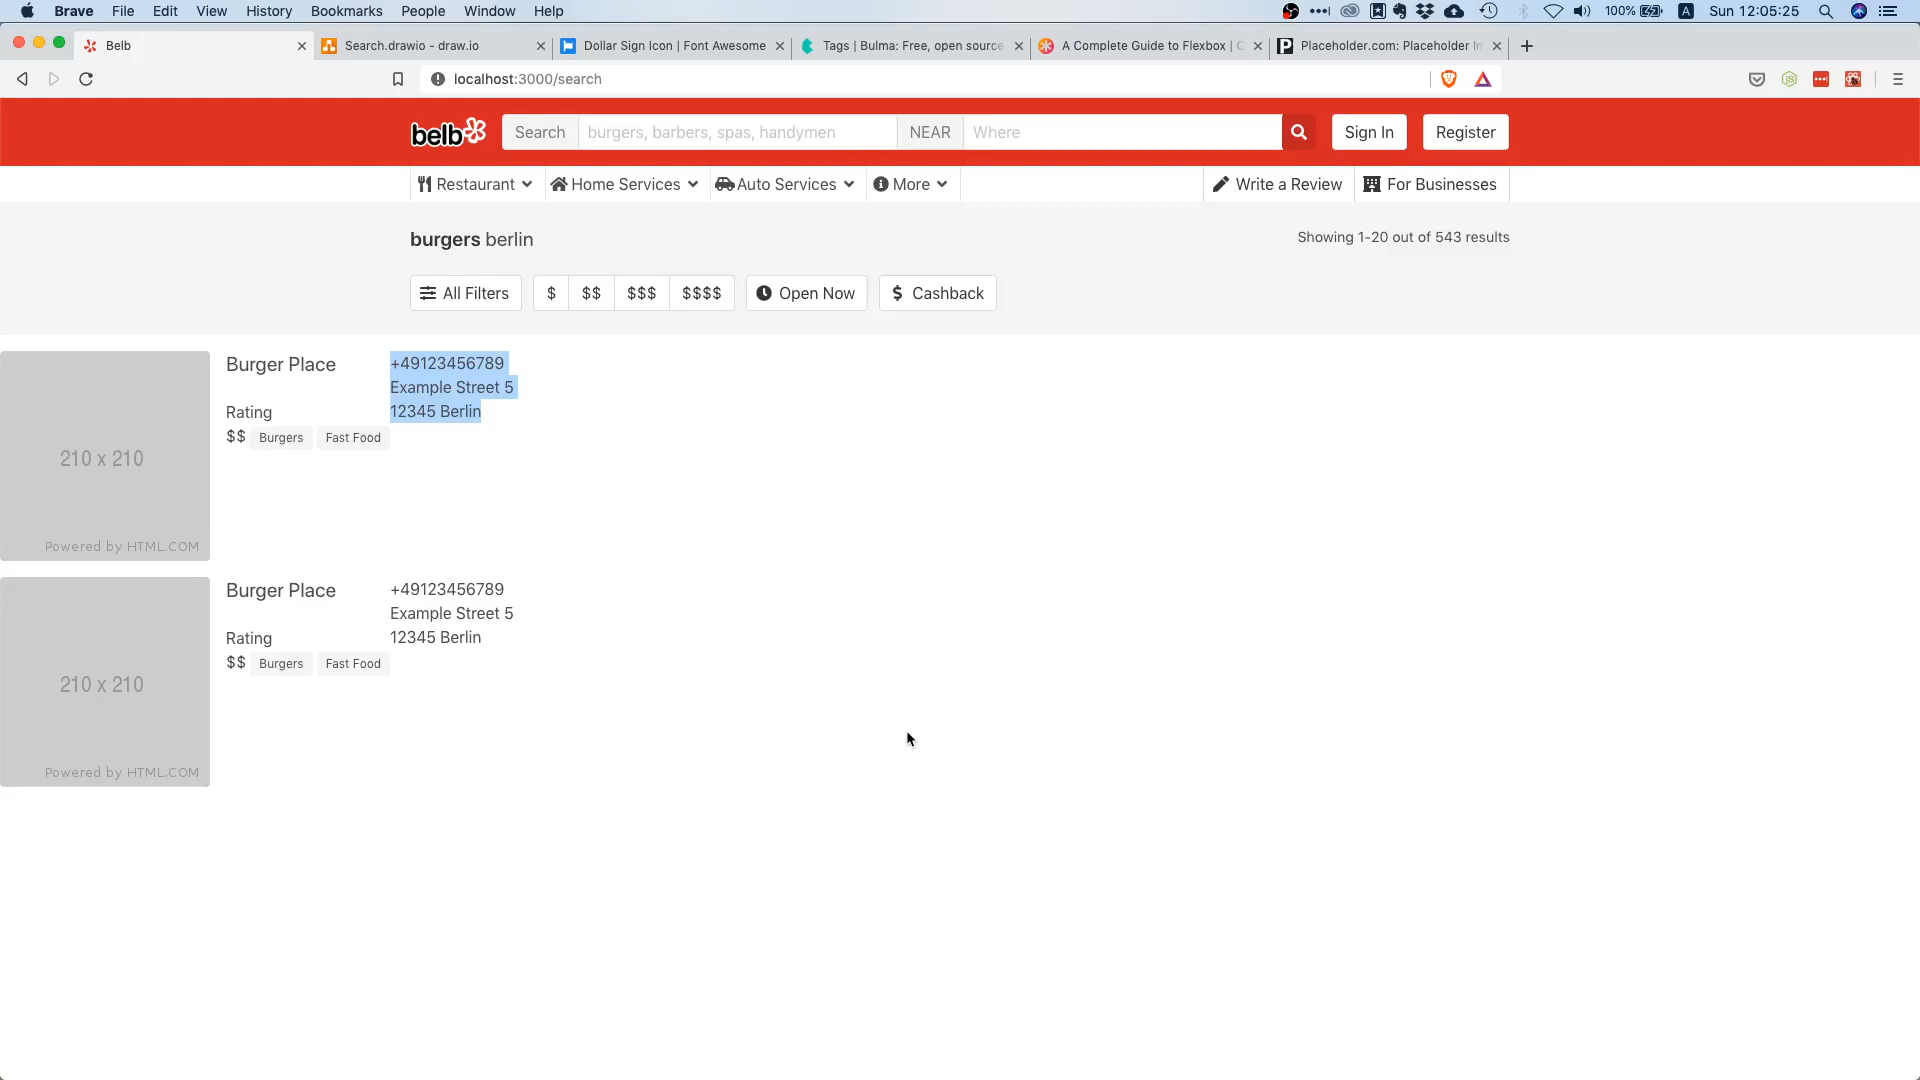 Brave File Edit View History Bookmarks People Window Help 100% A Sun 12:05:25
Belb Search.drawio - draw.io Dollar Sign Icon | Font Awesome Tags | Bulma: Free, open source A Complete Guide to Flexbox | Placeholder.com: Placeholder
localhost:3000/search
belb Search burgers, barbers, spas, handymen NEAR Where Sign In Register
Restaurant Home Services Auto Services More Write a Review For Businesses
burgers berlin Showing 1-20 out of 543 results
All Filters $ $$ $$$ $$$$ Open Now Cashback
Burger Place +49123456789
Example Street 5
Rating 12345 Berlin
$$ Burgers Fast Food
210 x 210
Powered by HTML.COM
Burger Place +49123456789
Example Street 5
Rating 12345 Berlin
$$ Burgers Fast Food
210 x 210
Powered by HTML.COM